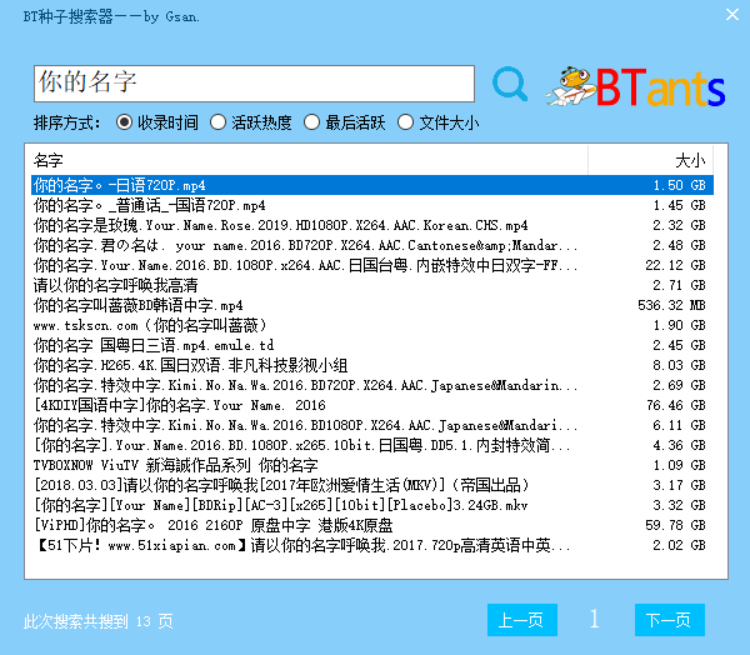 BT种子搜索器——by Gsan.
你的名字
BTants
排序方式: 收录时间 活跃热度 最后活跃 文件大小
名字 大小
你的名字。-日语720P.mp4 1.50 GB
你的名字。_普通话_-国语720P.mp4 1.45 GB
你的名字是玫瑰.Your.Name.Rose.2019.HD1080P.X264.AAC.Korean.CHS.mp4 2.32 GB
你的名字.君の名は. your name.2016.BD720P.X264.AAC.Cantonese&amp;Mandar... 2.48 GB
你的名字.Your.Name.2016.BD.1080P.x264.AAC.日国台粤.内嵌特效中日双字-FF... 22.12 GB
请以你的名字呼唤我高清 2.71 GB
你的名字叫蔷薇BD韩语中字.mp4 536.32 MB
www.tskscn.com（你的名字叫蔷薇） 1.90 GB
你的名字 国粤日三语.mp4.emule.td 2.45 GB
你的名字.H265.4K.国日双语.非凡科技影视小组 8.03 GB
你的名字.特效中字.Kimi.No.Na.Wa.2016.BD720P.X264.AAC.Japanese&Mandarin... 2.69 GB
[4KDIY国语中字]你的名字.Your Name. 2016 76.46 GB
你的名字.特效中字.Kimi.No.Na.Wa.2016.BD1080P.X264.AAC.Japanese&Mandari... 6.11 GB
[你的名字].Your.Name.2016.BD.1080P.x265.10bit.日国粤.DD5.1.内封特效简... 4.36 GB
TVBOXNOW ViuTV 新海誠作品系列 你的名字 1.09 GB
[2018.03.03]请以你的名字呼唤我[2017年欧洲爱情生活(MKV)]（帝国出品） 3.17 GB
[你的名字][Your Name][BDRip][AC-3][x265][10bit][Placebo]3.24GB.mkv 3.32 GB
[ViPHD]你的名字。 2016 2160P 原盘中字 港版4K原盘 59.78 GB
【51下片！www.51xiapian.com】请以你的名字呼唤我.2017.720p高清英语中英... 2.02 GB
此次搜索共搜到 13 页 上一页 1 下一页